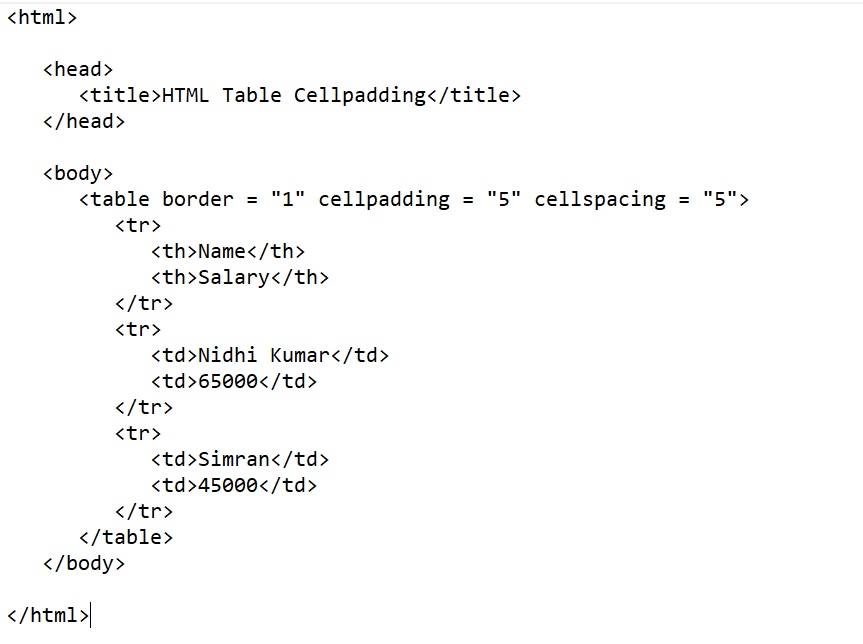 <html>
<head>
<title>HTML Table Cellpadding</title>
</head>
<body>
<table border = "1" cellpadding = "5" cellspacing = "5">
<tr>
<th>Name</th>
<th>Salary</th>
</tr>
<tr>
<td>Nidhi Kumar</td>
<td>65000</td>
</tr>
<tr>
<td>Simran</td>
<td>45000</td>
</tr>
</table>
</body>
</html>